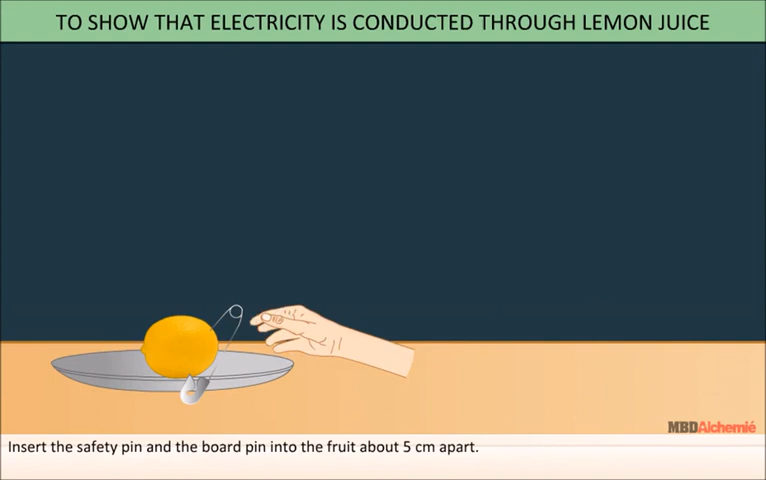 TO SHOW THAT ELECTRICITY IS CONDUCTED THROUGH LEMON JUICE
MBDAlchemié
Insert the safety pin and the board pin into the fruit about 5 cm apart.